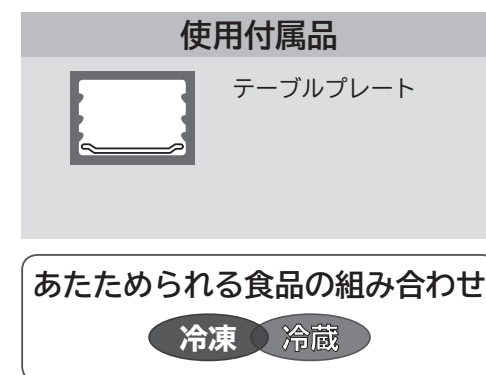 使用付属品
テーブルプレート
あたためられる食品の組み合わせ
冷凍 冷蔵